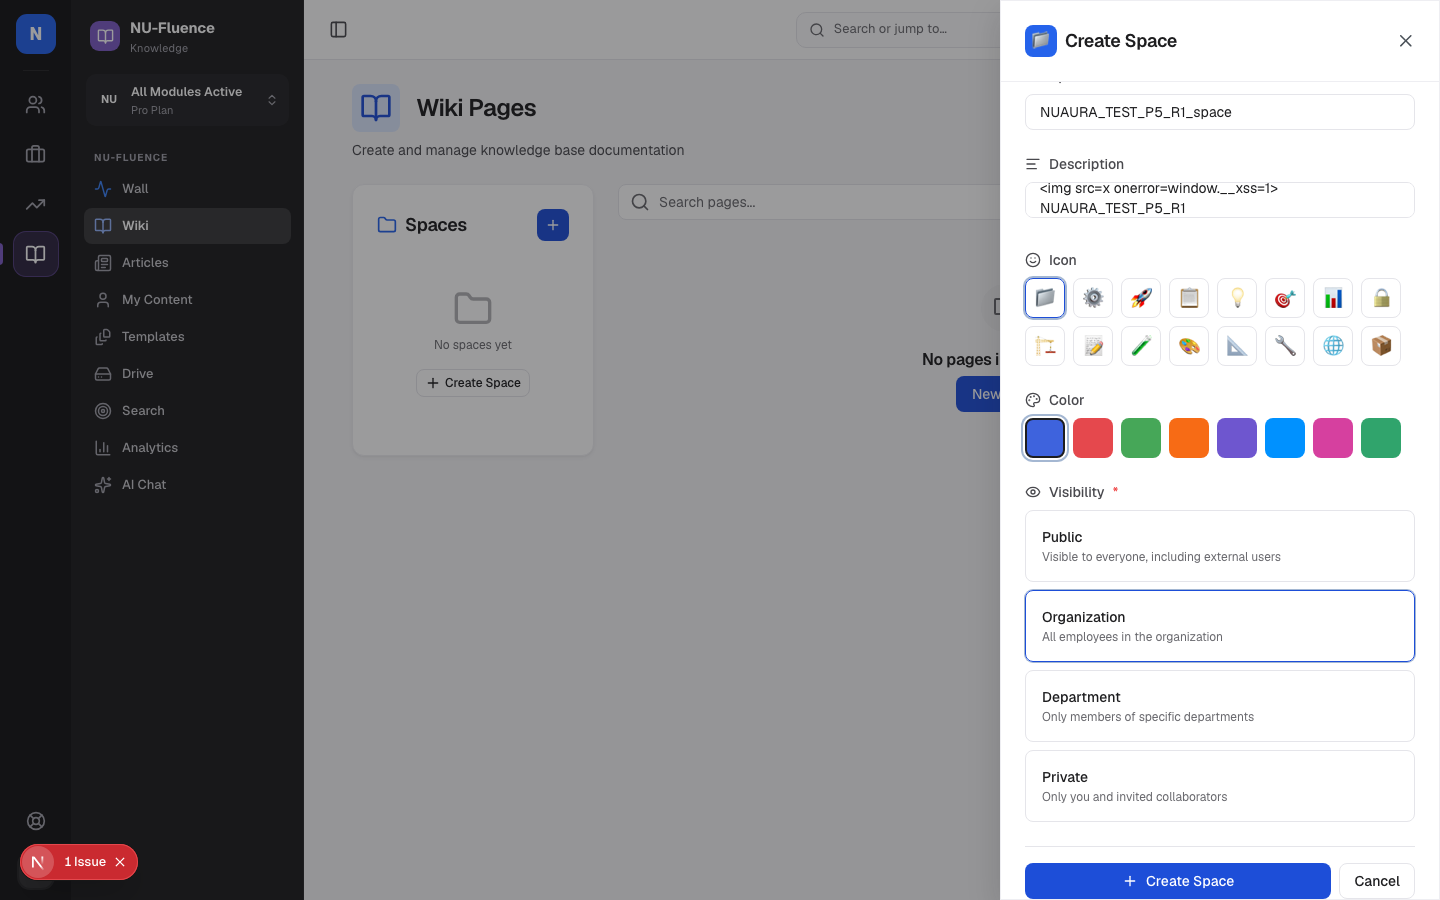 N
NU-Fluence
Knowledge
NU
All Modules Active
Pro Plan
NU-FLUENCE
Wall
Wiki
Articles
My Content
Templates
Drive
Search
Analytics
AI Chat
N
1 Issue
Search or jump to...
Wiki Pages
Create and manage knowledge base documentation
Spaces
No spaces yet
Create Space
Search pages...
No pages i
New
Create Space
NUAURA_TEST_P5_R1_space
Description
<img src=x onerror=window.__xss=1>
NUAURA_TEST_P5_R1
Icon
Color
Visibility *
Public
Visible to everyone, including external users
Organization
All employees in the organization
Department
Only members of specific departments
Private
Only you and invited collaborators
Create Space
Cancel